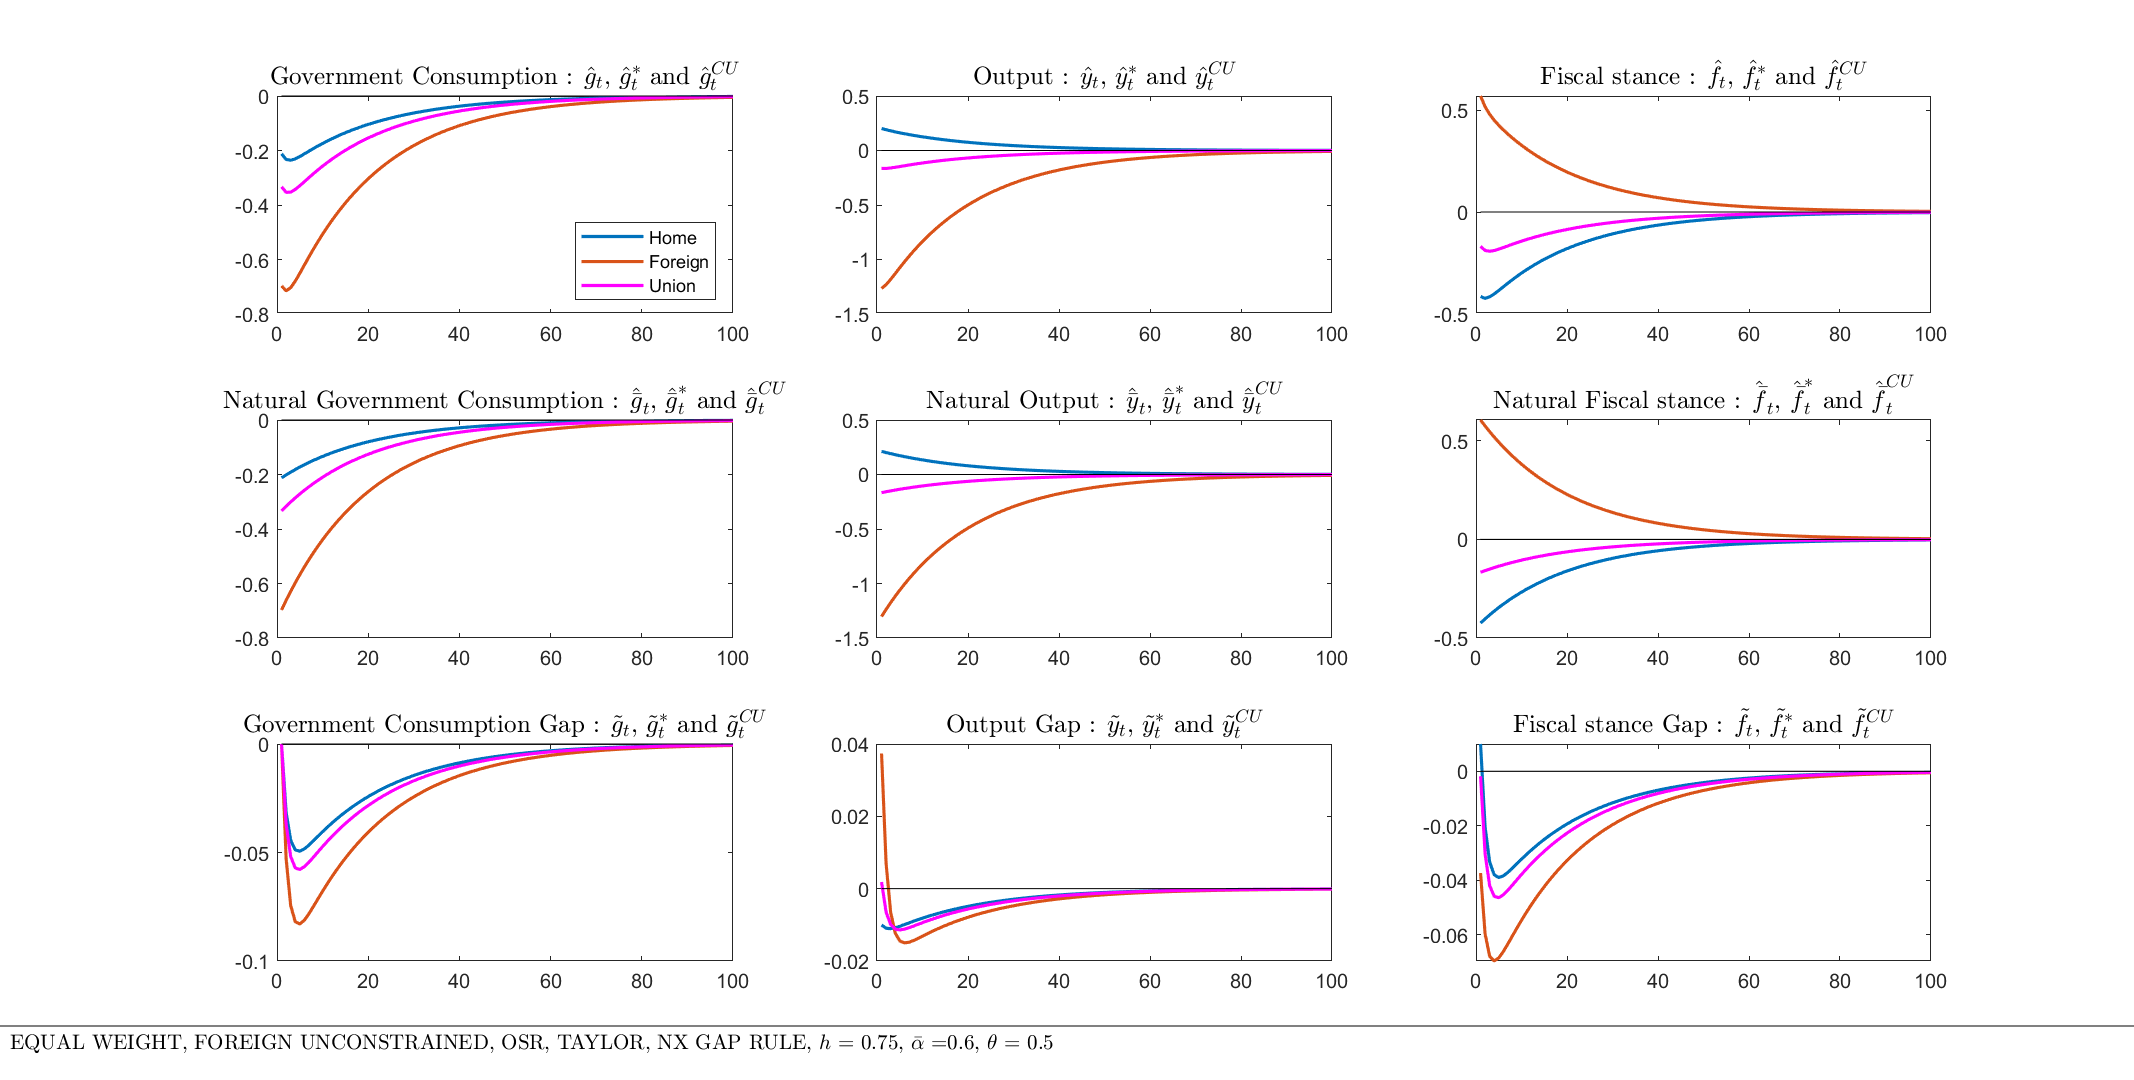 Government Consumption : ĝₜ, ĝₜ* and ĝₜᶜᵁ
0
-0.2
-0.4
-0.6
-0.8
0 20 40 60 80 100
Home
Foreign
Union
Output : ŷₜ, ŷₜ* and ŷₜᶜᵁ
0.5
0
-0.5
-1
-1.5
0 20 40 60 80 100
Fiscal stance : f̂ₜ, f̂ₜ* and f̂ₜᶜᵁ
0.5
0
-0.5
0 20 40 60 80 100
Natural Government Consumption : ḡ̂ₜ, ḡ̂ₜ* and ḡ̂ₜᶜᵁ
0
-0.2
-0.4
-0.6
-0.8
0 20 40 60 80 100
Natural Output : ȳ̂ₜ, ȳ̂ₜ* and ȳ̂ₜᶜᵁ
0.5
0
-0.5
-1
-1.5
0 20 40 60 80 100
Natural Fiscal stance : f̄̂ₜ, f̄̂ₜ* and f̄̂ₜᶜᵁ
0.5
0
-0.5
0 20 40 60 80 100
Government Consumption Gap : g̃ₜ, g̃ₜ* and g̃ₜᶜᵁ
0
-0.05
-0.1
0 20 40 60 80 100
Output Gap : ỹₜ, ỹₜ* and ỹₜᶜᵁ
0.04
0.02
0
-0.02
0 20 40 60 80 100
Fiscal stance Gap : f̃ₜ, f̃ₜ* and f̃ₜᶜᵁ
0
-0.02
-0.04
-0.06
0 20 40 60 80 100
EQUAL WEIGHT, FOREIGN UNCONSTRAINED, OSR, TAYLOR, NX GAP RULE, h = 0.75, ᾱ =0.6, θ = 0.5